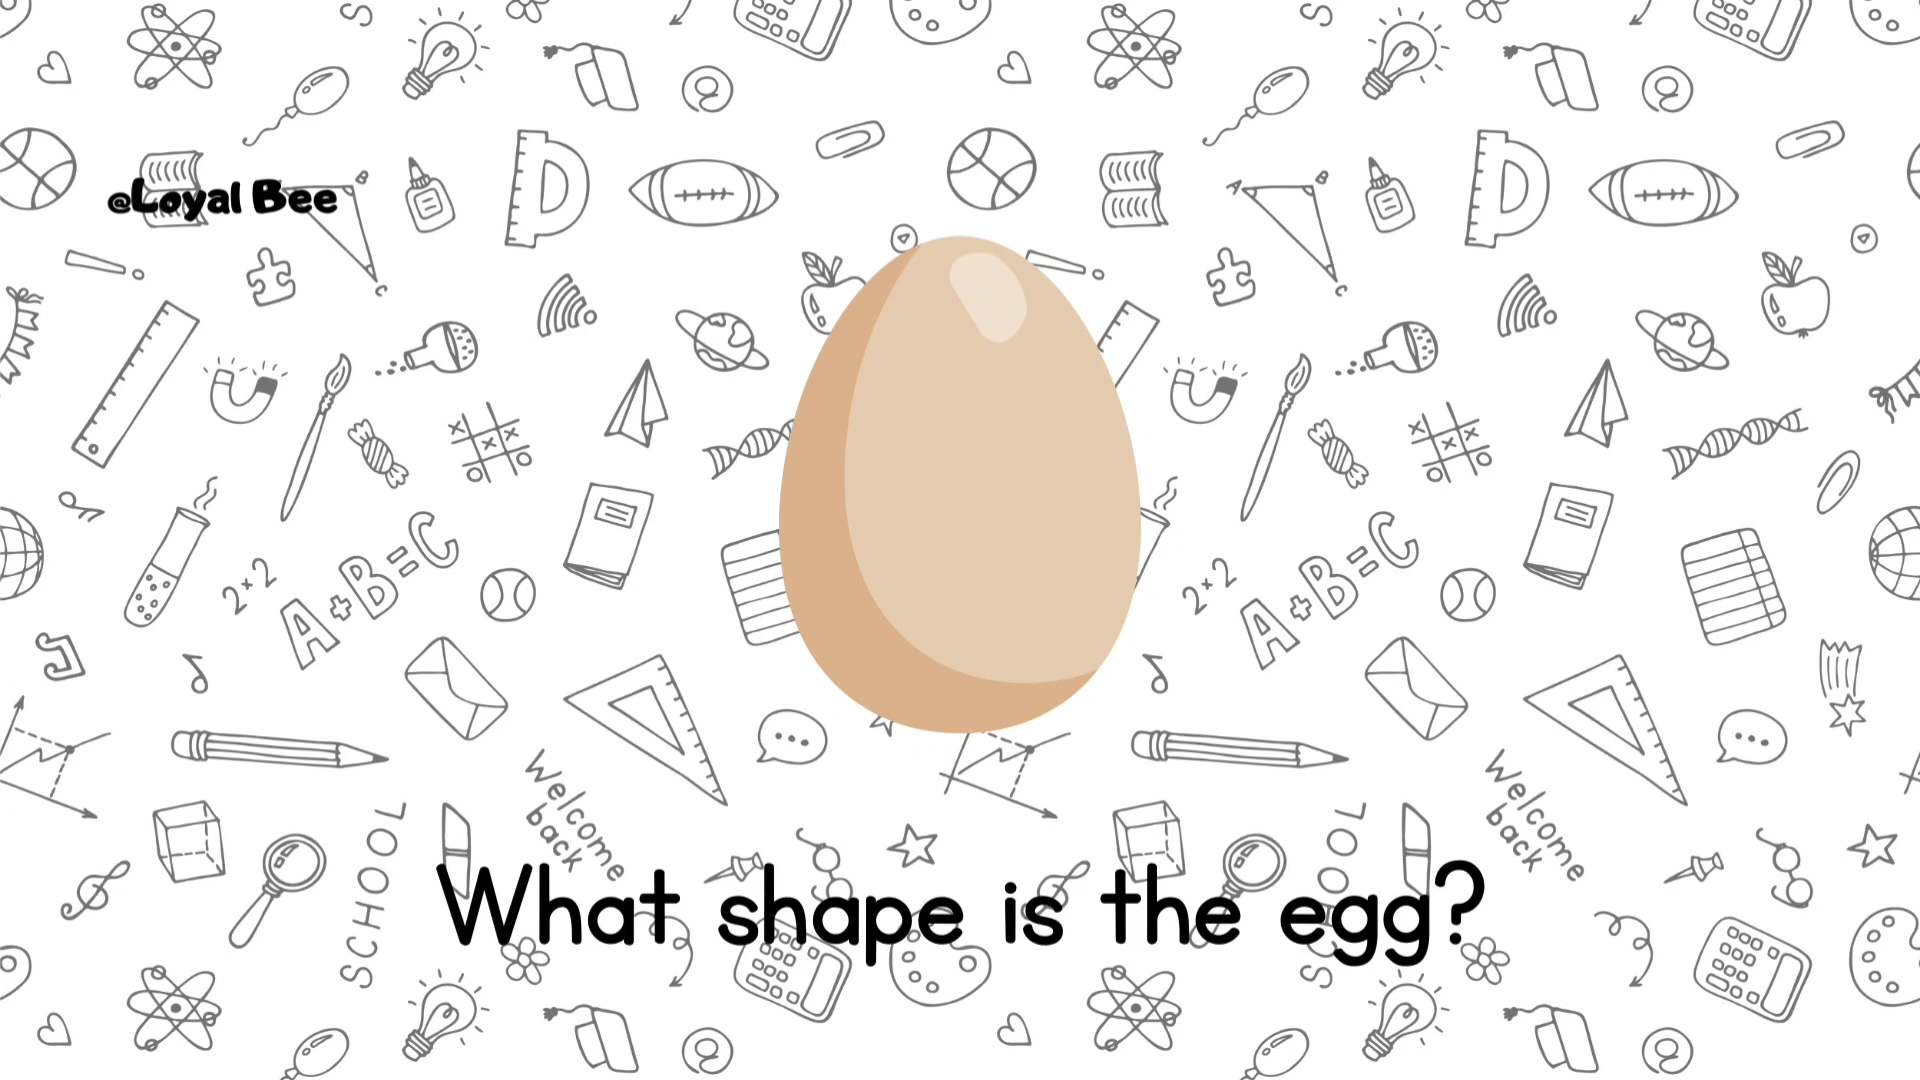 @Loyal Bee
A
B
C
A
B
C
2×2
A+B=C
2×2
A+B=C
Welcome
back
Welcome
back
SCHOOL
SCHOOL
What shape is the egg?